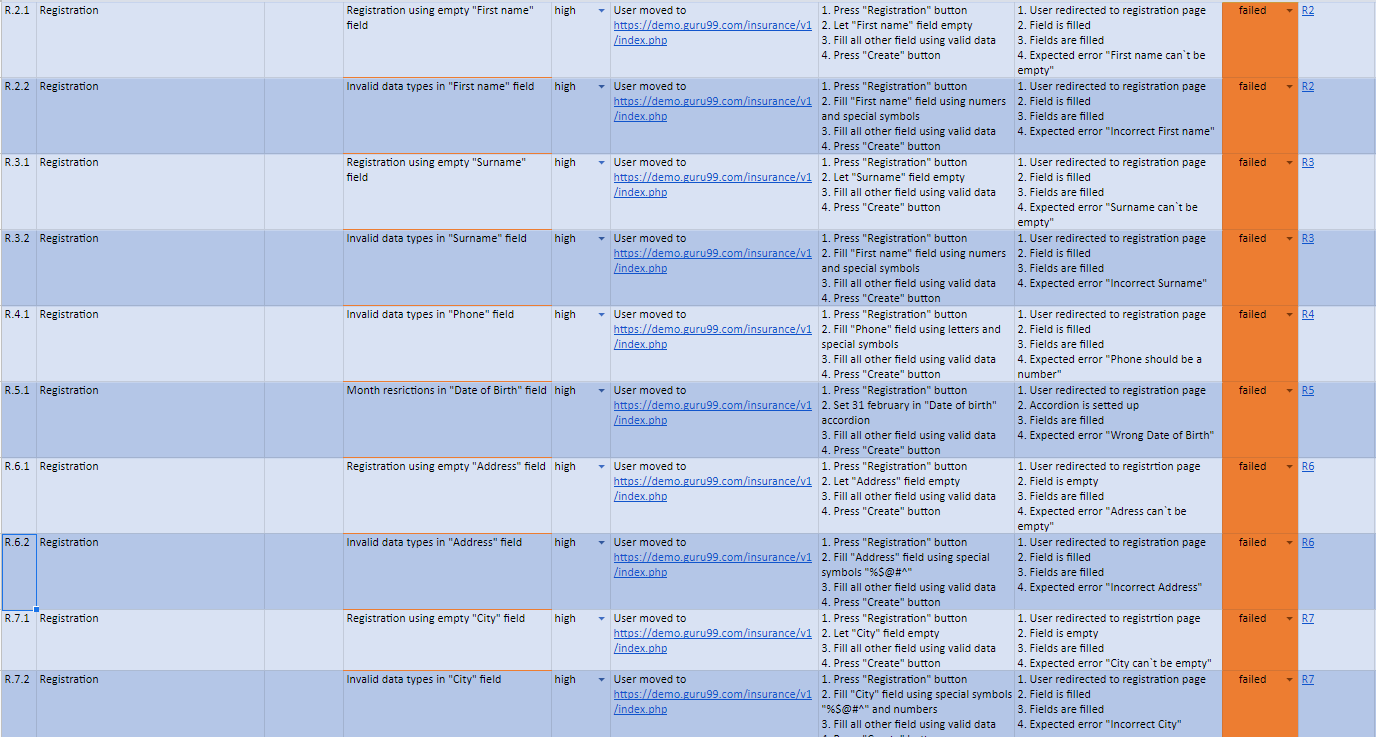 R.2.1 Registration Registration using empty "First name" high User moved to 1. Press "Registration" button 1. User redirected to registration page failed R2
field" https://demo.guru99.com/insurance/v1 2. Let "First name" field empty 2. Field is filled
/index.php 3. Fill all other field using valid data 3. Fields are filled
4. Press "Create" button 4. Expected error "First name can`t be
empty"
R.2.2 Registration Invalid data types in "First name" field high User moved to 1. Press "Registration" button 1. User redirected to registration page failed R2
https://demo.guru99.com/insurance/v1 2. Fill "First name" field using numers 2. Field is filled
/index.php and special symbols 3. Fields are filled
3. Fill all other field using valid data 4. Expected error "Incorrect First name"
4. Press "Create" button
R.3.1 Registration Registration using empty "Surname" high User moved to 1. Press "Registration" button 1. User redirected to registration page failed R3
field https://demo.guru99.com/insurance/v1 2. Let "Surname" field empty 2. Field is filled
/index.php 3. Fill all other field using valid data 3. Fields are filled
4. Press "Create" button 4. Expected error "Surname can`t be
empty"
R.3.2 Registration Invalid data types in "Surname" field high User moved to 1. Press "Registration" button 1. User redirected to registration page failed R3
https://demo.guru99.com/insurance/v1 2. Fill "First name" field using numers 2. Field is filled
/index.php and special symbols 3. Fields are filled
3. Fill all other field using valid data 4. Expected error "Incorrect Surname"
4. Press "Create" button
R.4.1 Registration Invalid data types in "Phone" field high User moved to 1. Press "Registration" button 1. User redirected to registration page failed R4
https://demo.guru99.com/insurance/v1 2. Fill "Phone" field using letters and 2. Field is filled
/index.php special symbols 3. Fields are filled
3. Fill all other field using valid data 4. Expected error "Phone should be a
4. Press "Create" button number"
R.5.1 Registration Month resrictions in "Date of Birth" field high User moved to 1. Press "Registration" button 1. User redirected to registration page failed R5
https://demo.guru99.com/insurance/v1 2. Set 31 february in "Date of birth" 2. Accordion is setted up
/index.php accordion 3. Fields are filled
3. Fill all other field using valid data 4. Expected error "Wrong Date of Birth"
4. Press "Create" button
R.6.1 Registration Registration using empty "Address" field high User moved to 1. Press "Registration" button 1. User redirected to registrtion page failed R6
https://demo.guru99.com/insurance/v1 2. Let "Address" field empty 2. Field is empty
/index.php 3. Fill all other field using valid data 3. Fields are filled
4. Press "Create" button 4. Expected error "Adress can`t be
empty"
R.6.2 Registration Invalid data types in "Address" field high User moved to 1. Press "Registration" button 1. User redirected to registration page failed R6
https://demo.guru99.com/insurance/v1 2. Fill "Address" field using special 2. Field is filled
/index.php symbols "%$@#^" 3. Fields are filled
3. Fill all other field using valid data 4. Expected error "Incorrect Address"
4. Press "Create" button
R.7.1 Registration Registration using empty "City" field high User moved to 1. Press "Registration" button 1. User redirected to registrtion page failed R7
https://demo.guru99.com/insurance/v1 2. Let "City" field empty 2. Field is empty
/index.php 3. Fill all other field using valid data 3. Fields are filled
4. Press "Create" button 4. Expected error "City can`t be empty"
R.7.2 Registration Invalid data types in "City" field high User moved to 1. Press "Registration" button 1. User redirected to registration page failed R7
https://demo.guru99.com/insurance/v1 2. Fill "City" field using special symbols 2. Field is filled
/index.php "%$@#^" and numbers 3. Fields are filled
3. Fill all other field using valid data 4. Expected error "Incorrect City"